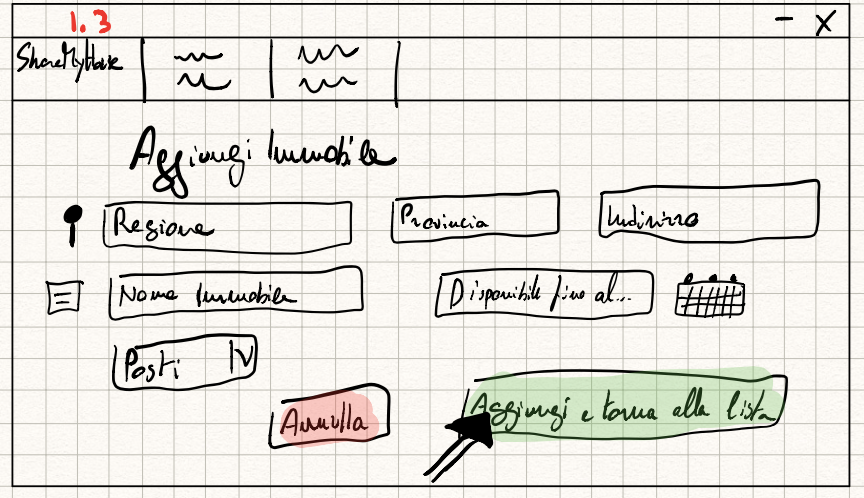 1.3
- X
ShareMyHouse
Aggiungi Immobile
Regione
Provincia
Indirizzo
Nome Immobile
Disponibile fino al...
Posti
Annulla
Aggiungi e torna alla lista